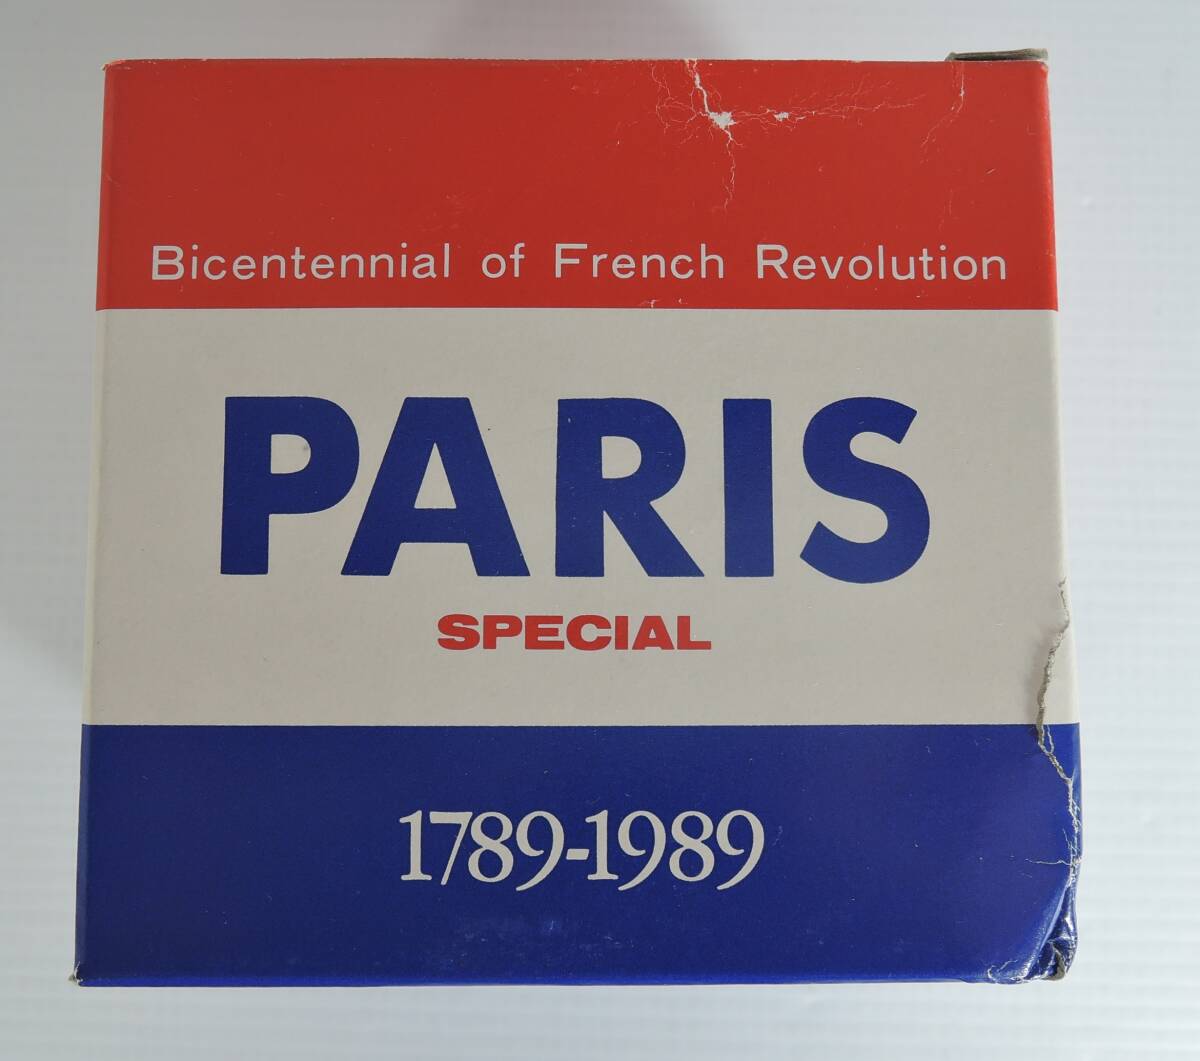 Bicentennial of French Revolution
PARIS
SPECIAL
1789-1989